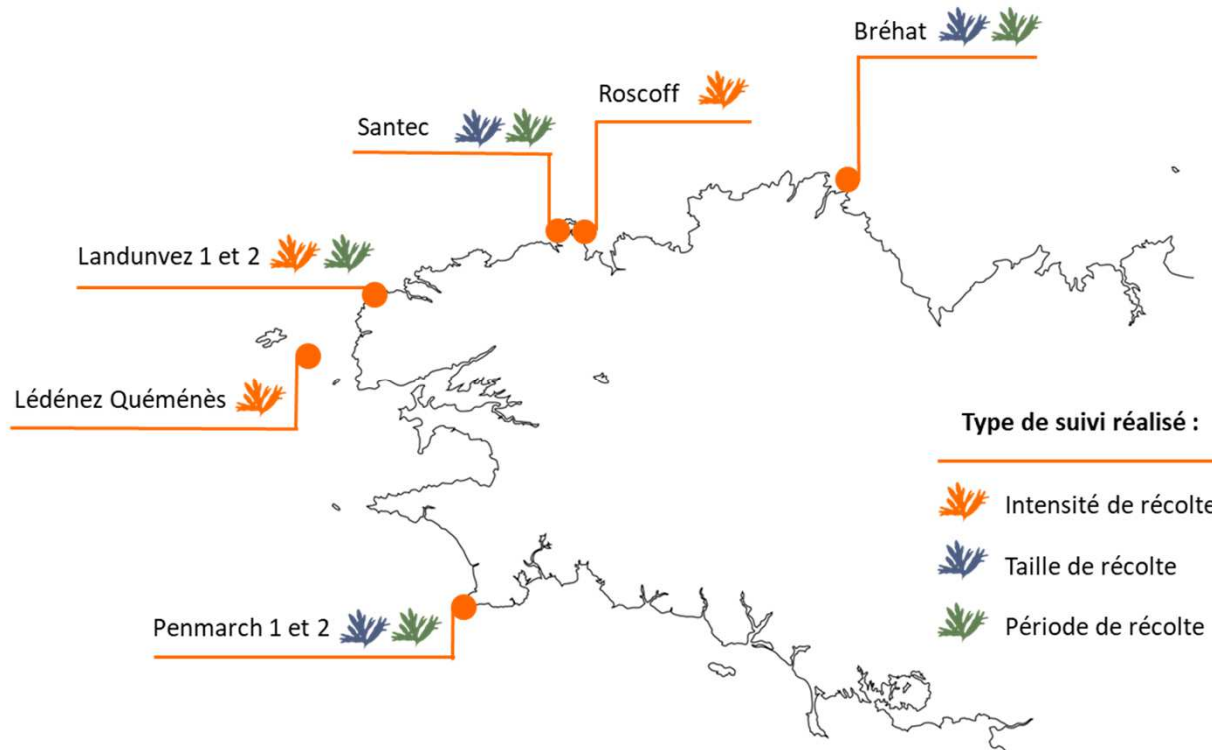 Bréhat
Roscoff
Santec
Landunvez 1 et 2
Lédénez Quéménès
Penmarch 1 et 2
Type de suivi réalisé :
Intensité de récolte
Taille de récolte
Période de récolte